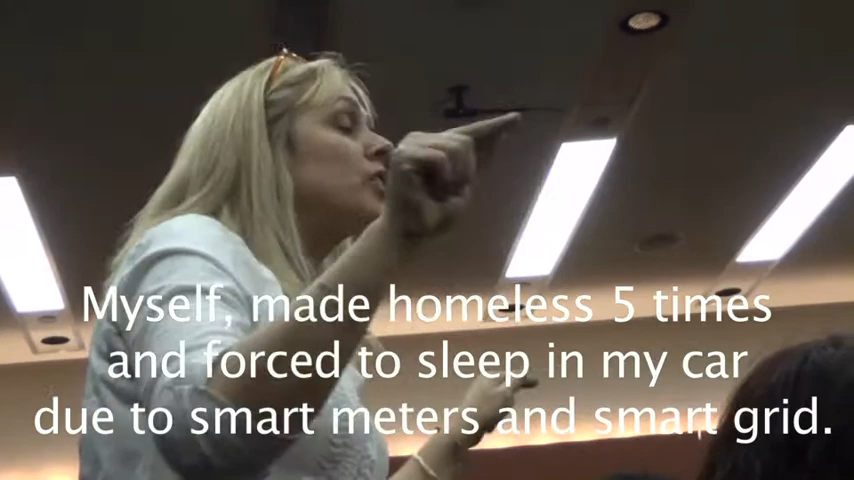 Myself, made homeless 5 times
and forced to sleep in my car
due to smart meters and smart grid.